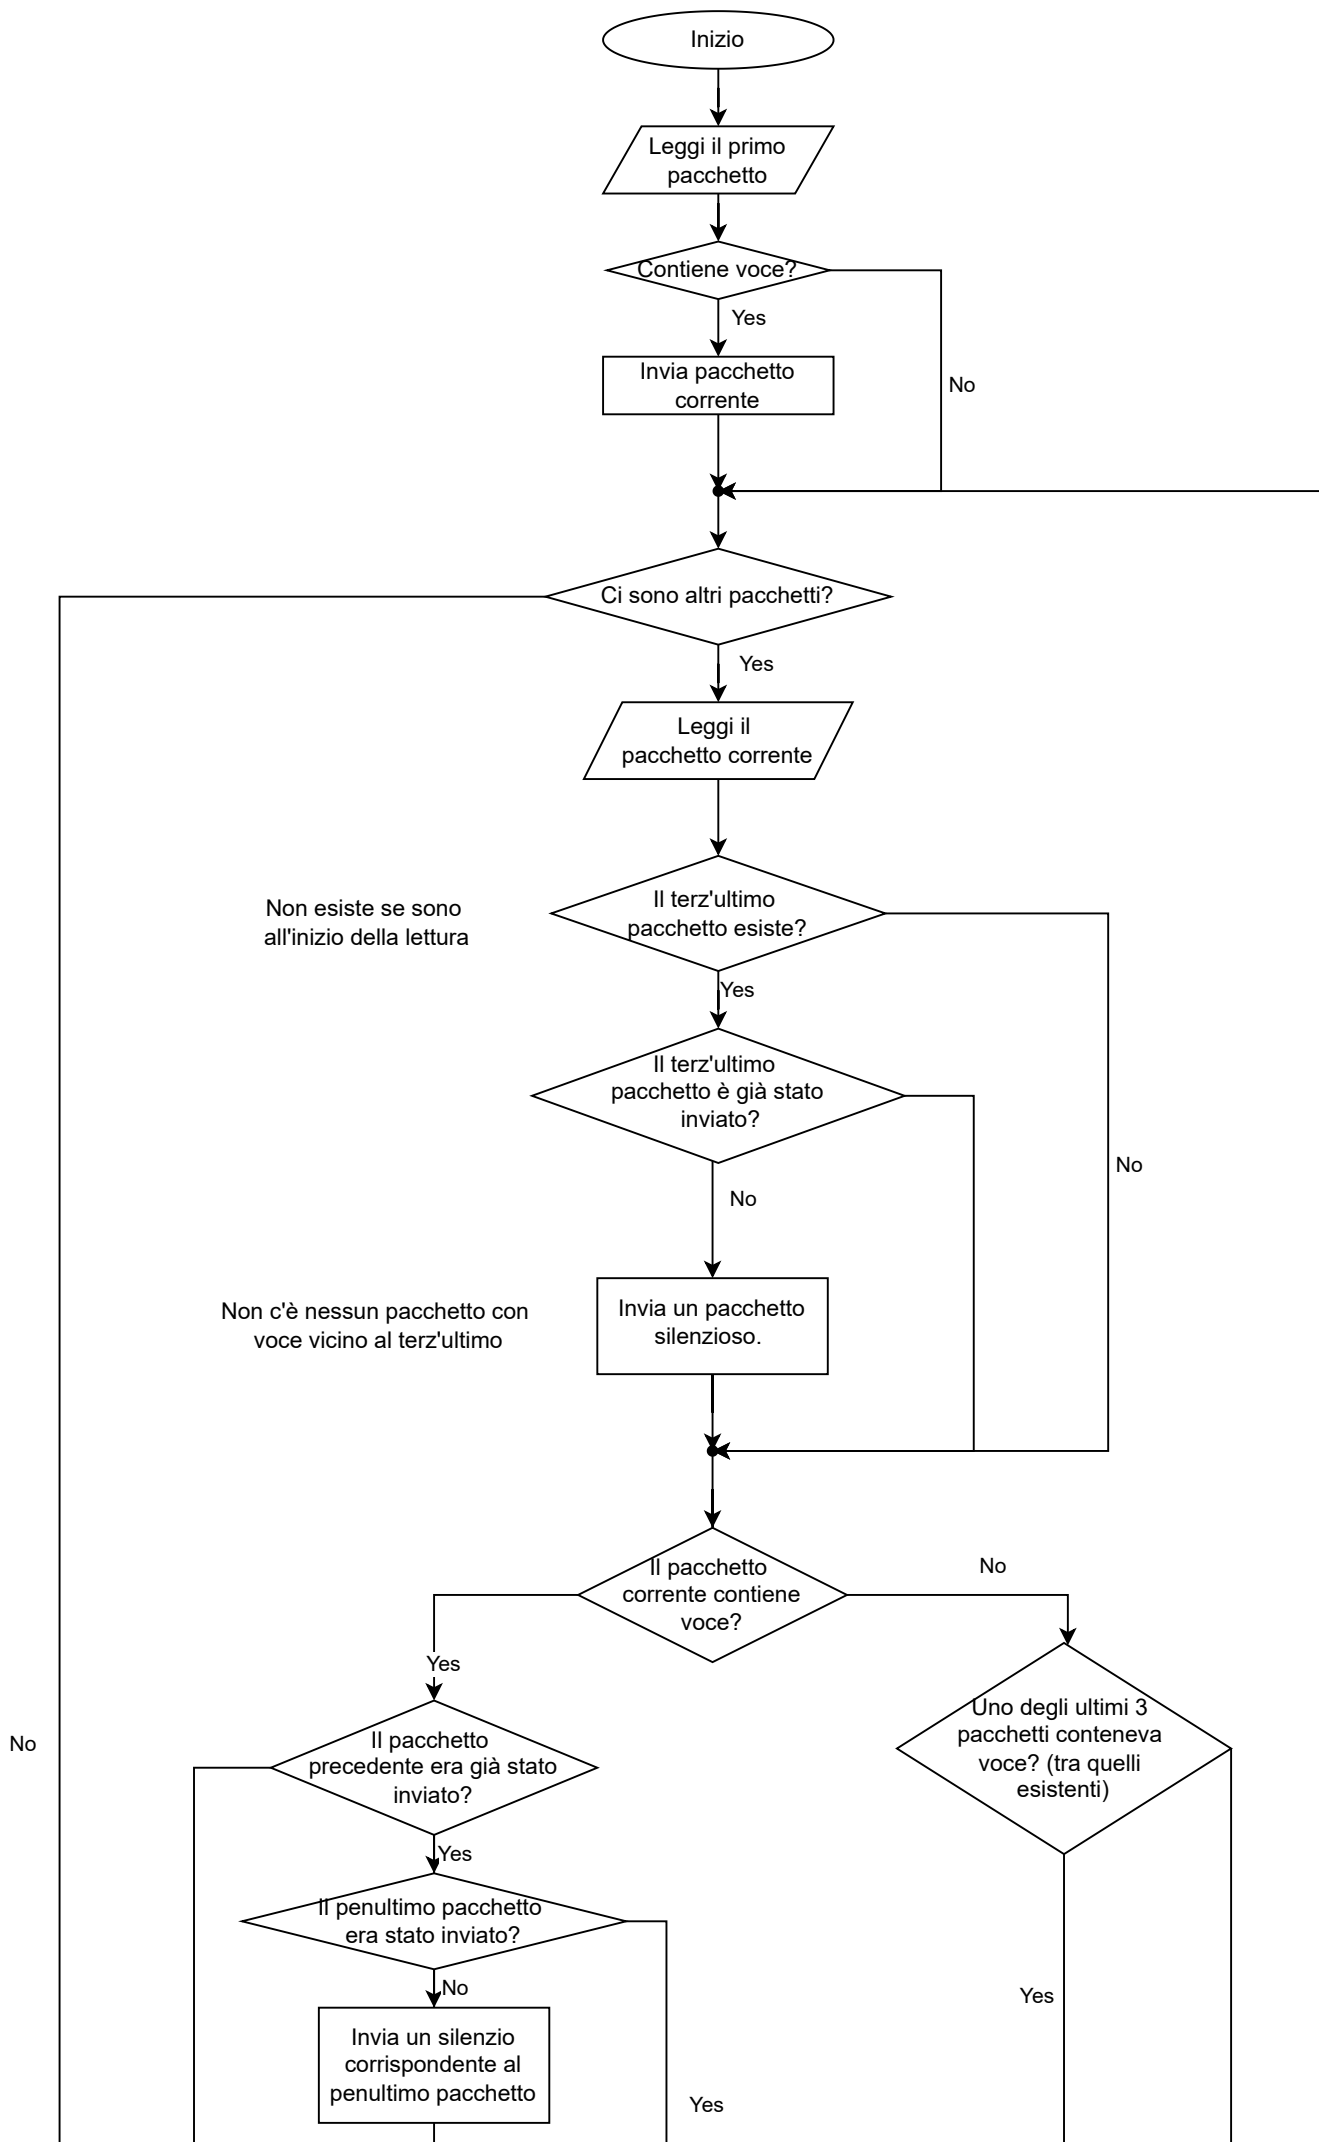 Inizio
Leggi il primo
pacchetto
Contiene voce?
Yes
Invia pacchetto
corrente
No
Ci sono altri pacchetti?
Yes
Leggi il
pacchetto corrente
Non esiste se sono
all'inizio della lettura
Il terz'ultimo
pacchetto esiste?
Yes
Il terz'ultimo
pacchetto è già stato
inviato?
No
No
Non c'è nessun pacchetto con
voce vicino al terz'ultimo
Invia un pacchetto
silenzioso.
Il pacchetto
corrente contiene
voce?
No
Yes
Uno degli ultimi 3
pacchetti conteneva
voce? (tra quelli
esistenti)
No
Il pacchetto
precedente era già stato
inviato?
Yes
Il penultimo pacchetto
era stato inviato?
No
Yes
Invia un silenzio
corrispondente al
penultimo pacchetto
Yes